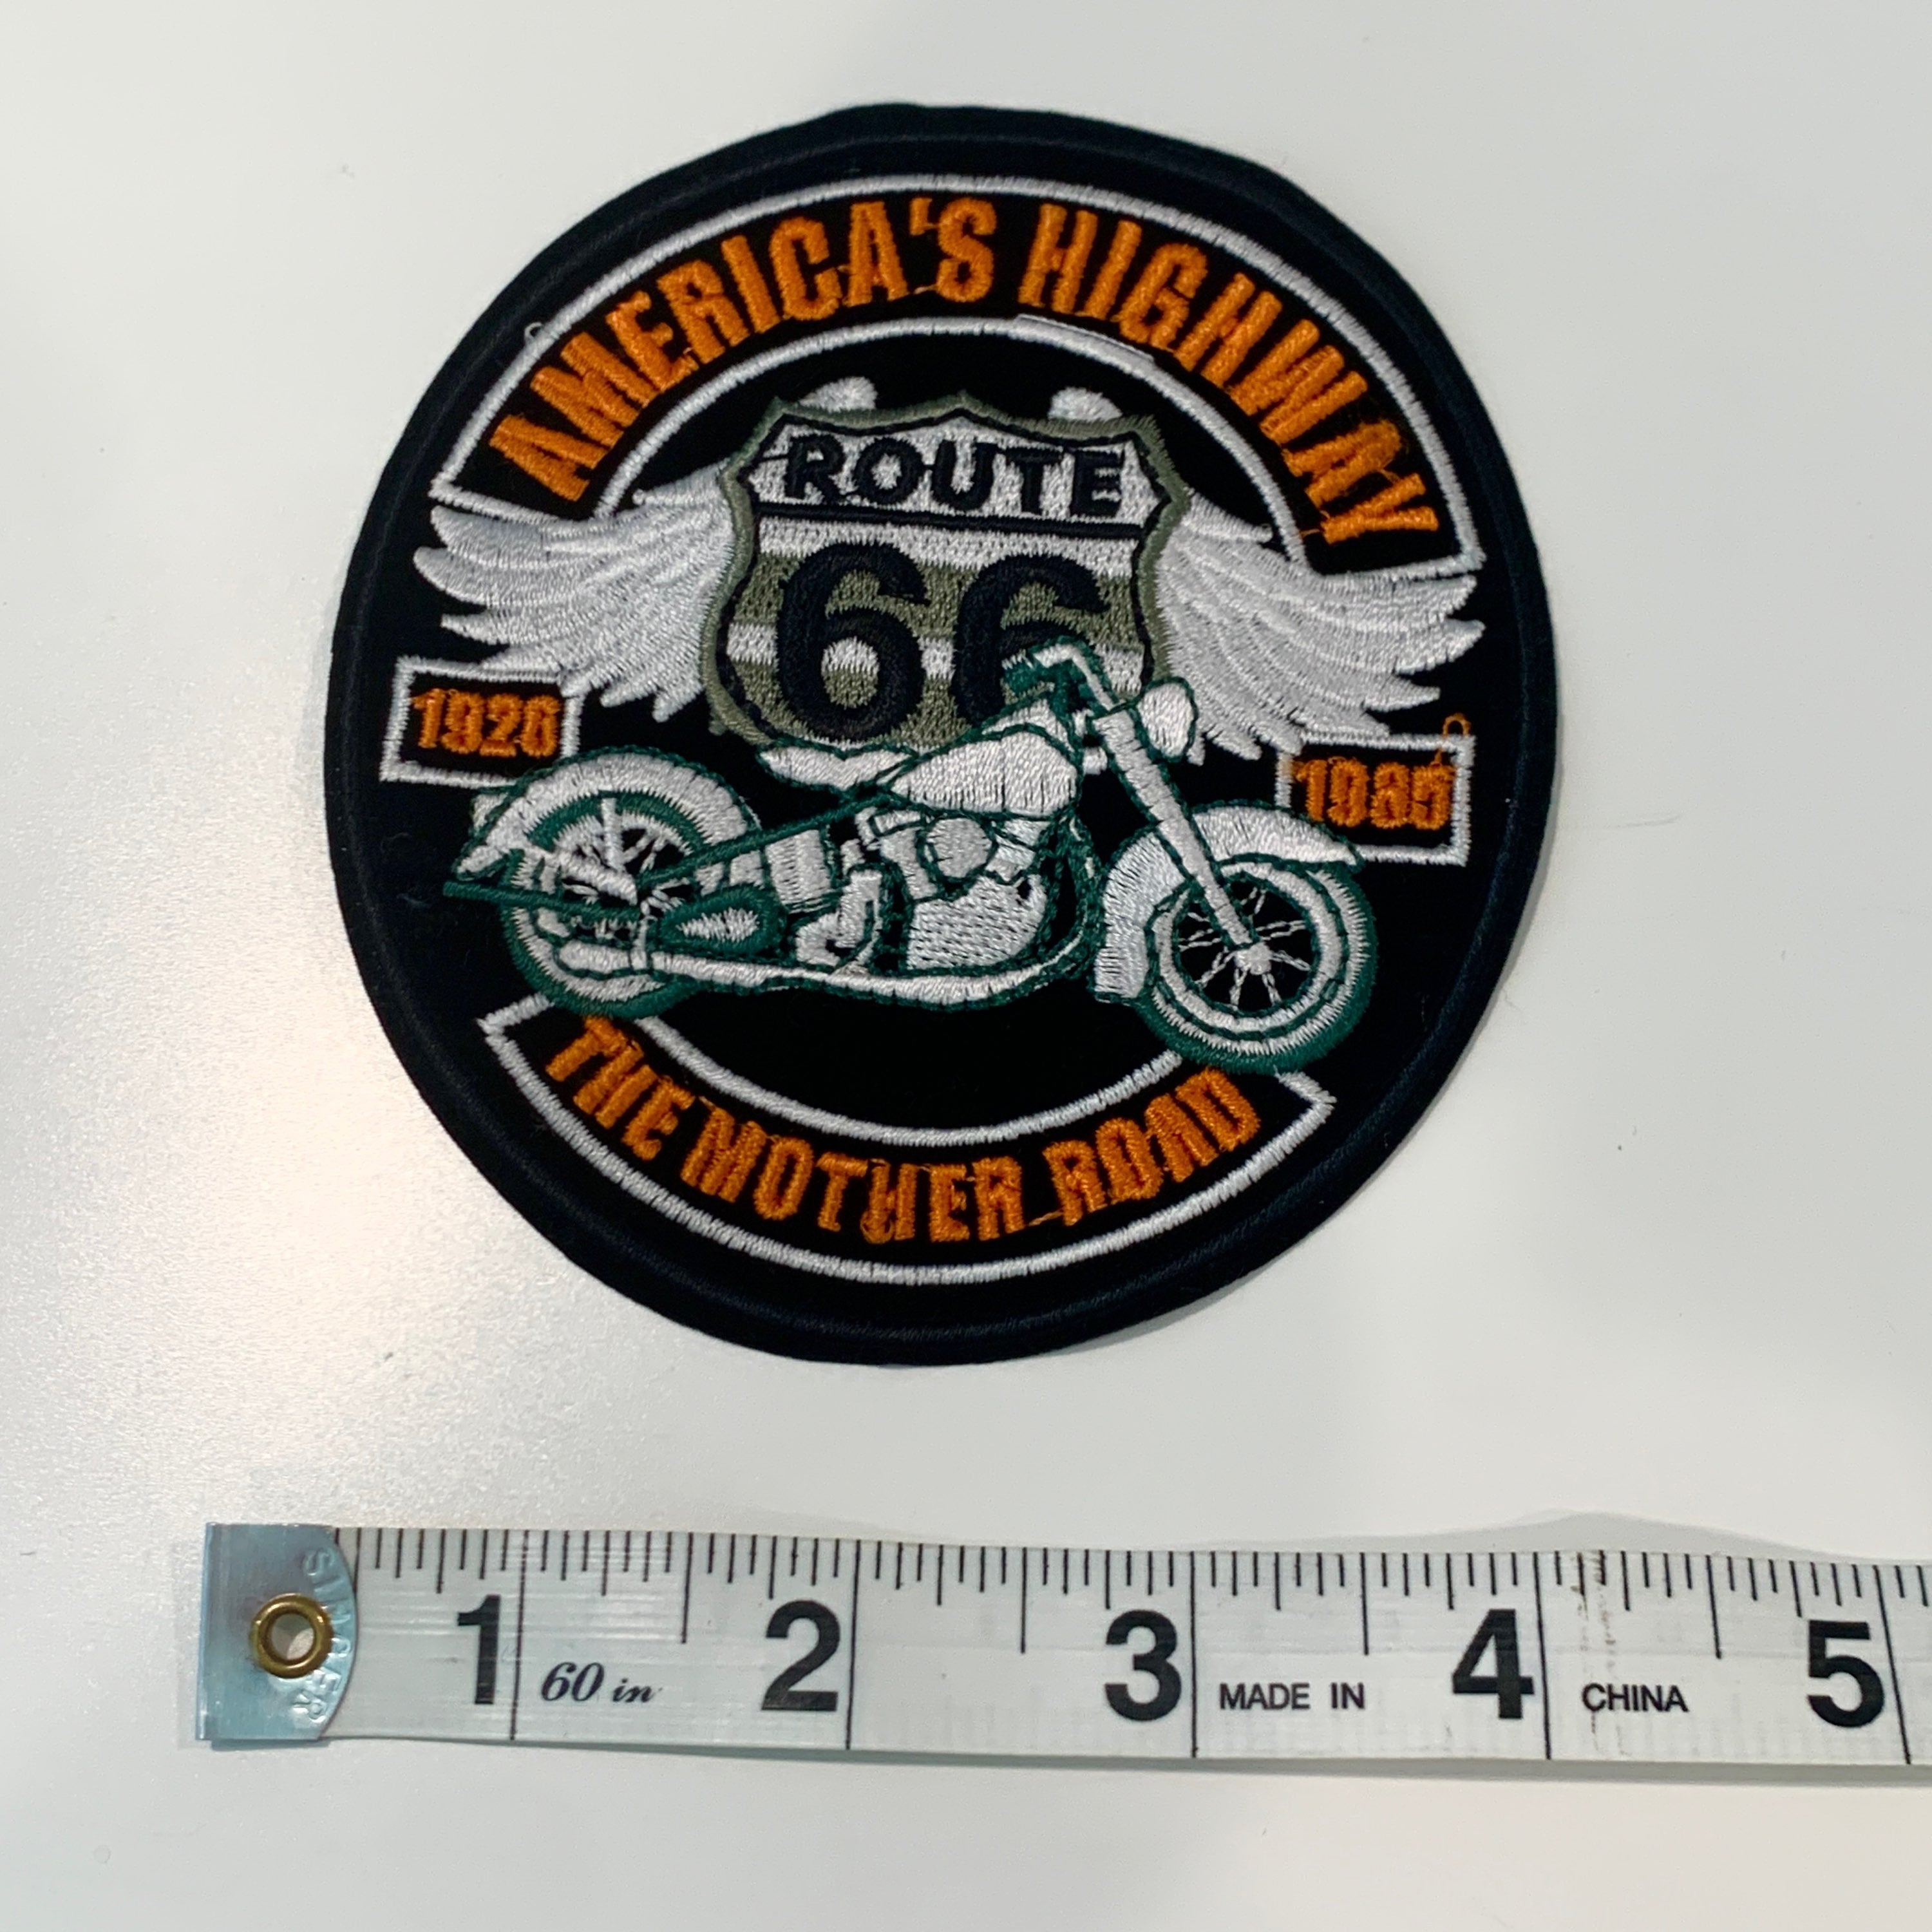 AMERICA'S HIGHWAY
ROUTE
66
1926
1985
THE MOTHER ROAD
SINGER
1 2 3 4 5
60 in
MADE IN CHINA